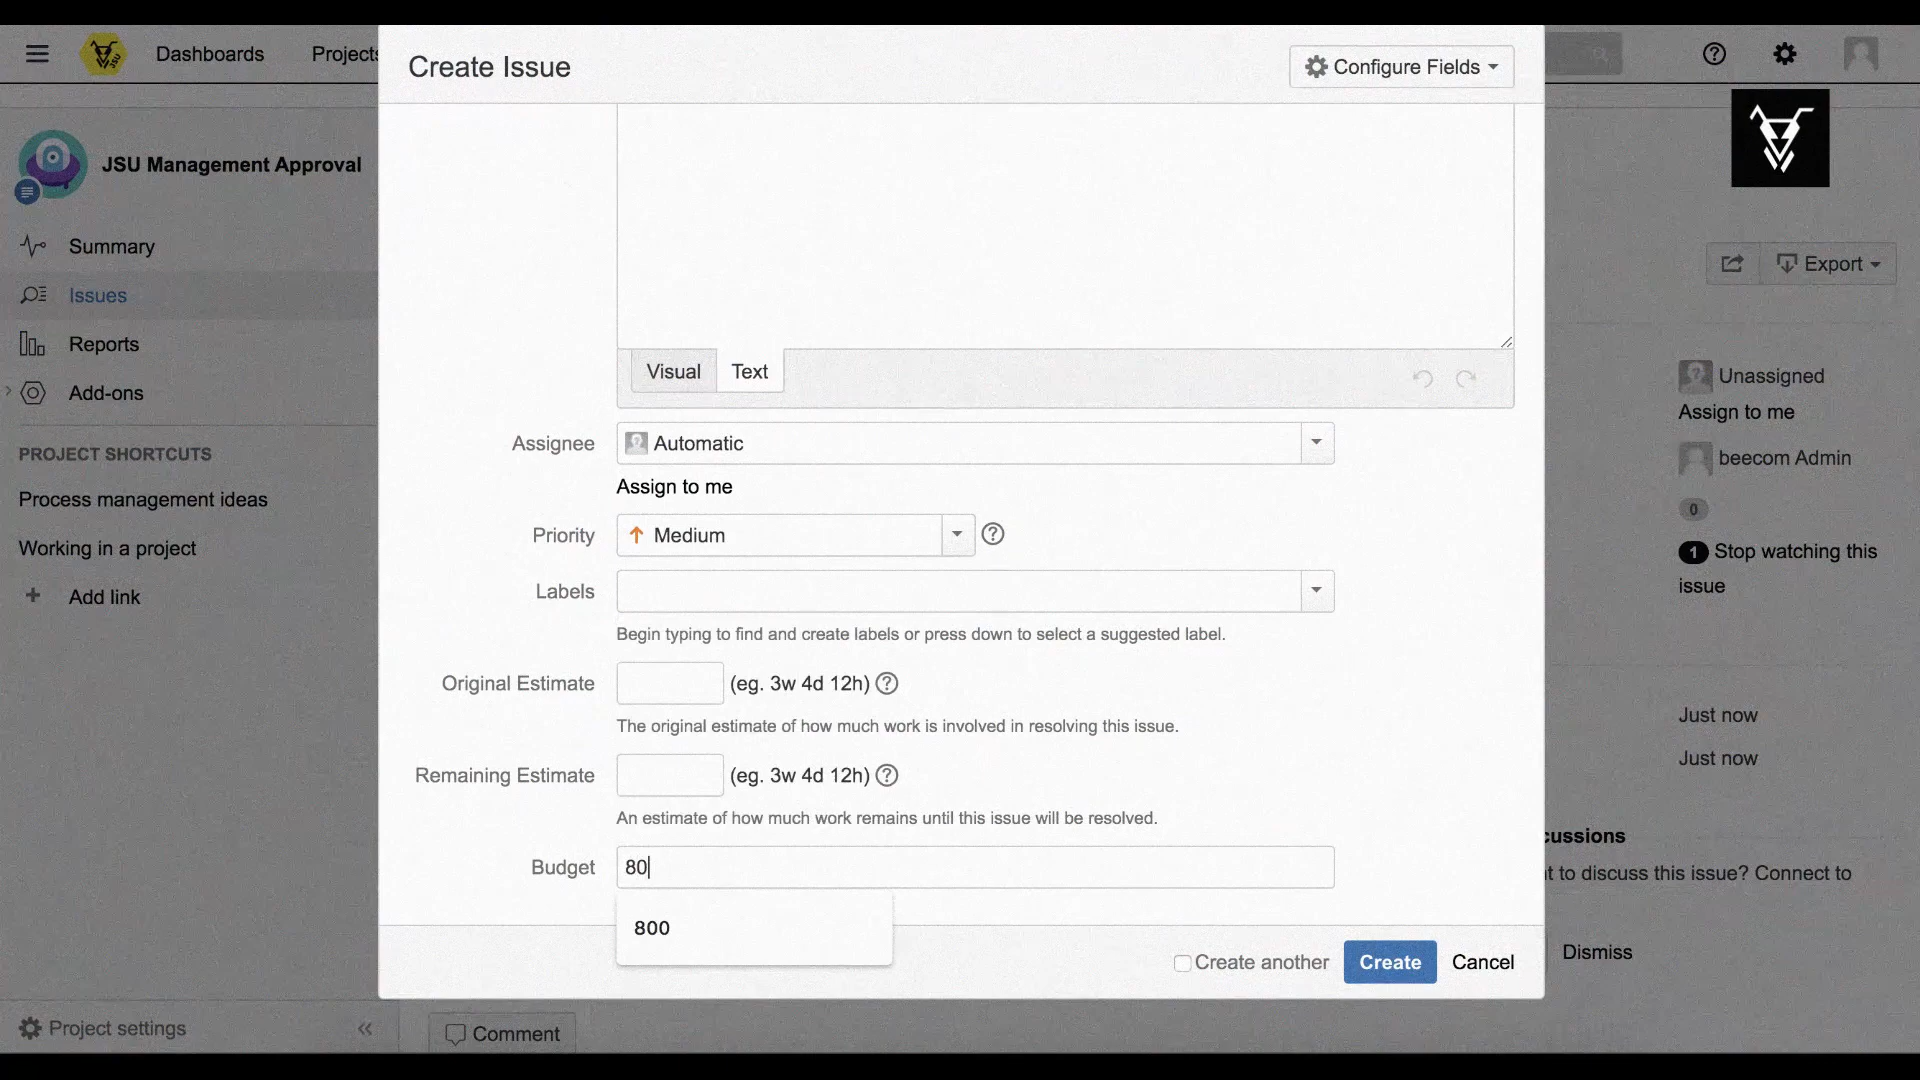 Dashboards
Projects
Create Issue
Configure Fields
JSU Management Approval
Summary
Issues
Reports
Add-ons
PROJECT SHORTCUTS
Process management ideas
Working in a project
Add link
Project settings
Visual
Text
Assignee
Automatic
Assign to me
Priority
Medium
Labels
Begin typing to find and create labels or press down to select a suggested label.
Original Estimate
(eg. 3w 4d 12h)
The original estimate of how much work is involved in resolving this issue.
Remaining Estimate
(eg. 3w 4d 12h)
An estimate of how much work remains until this issue will be resolved.
Budget
80
800
Create another
Create
Cancel
Comment
Export
Unassigned
Assign to me
beecom Admin
0
1 Stop watching this
issue
Just now
Just now
cussions
t to discuss this issue? Connect to
Dismiss